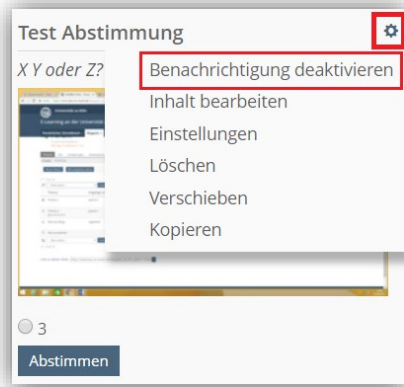 Test Abstimmung
X Y oder Z?
Benachrichtigung deaktivieren
Inhalt bearbeiten
Einstellungen
Löschen
Verschieben
Kopieren
3
Abstimmen